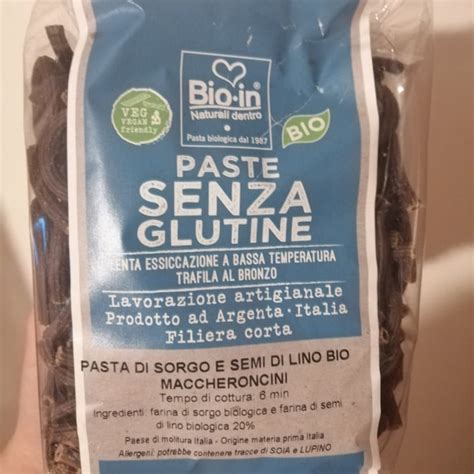 Bio·in®
Naturali dentro
• Pasta biologica dal 1987 •
VEG
VEGAN
friendly
BIO
PASTE
SENZA
GLUTINE
LENTA ESSICCAZIONE A BASSA TEMPERATURA
TRAFILA AL BRONZO
Lavorazione artigianale
Prodotto ad Argenta · Italia
Filiera corta
PASTA DI SORGO E SEMI DI LINO BIO
MACCHERONCINI
Tempo di cottura: 6 min
Ingredienti: farina di sorgo biologica e farina di semi
di lino biologica 20%
Paese di molitura Italia - Origine materia prima Italia
Allergeni: potrebbe contenere tracce di SOIA e LUPINO